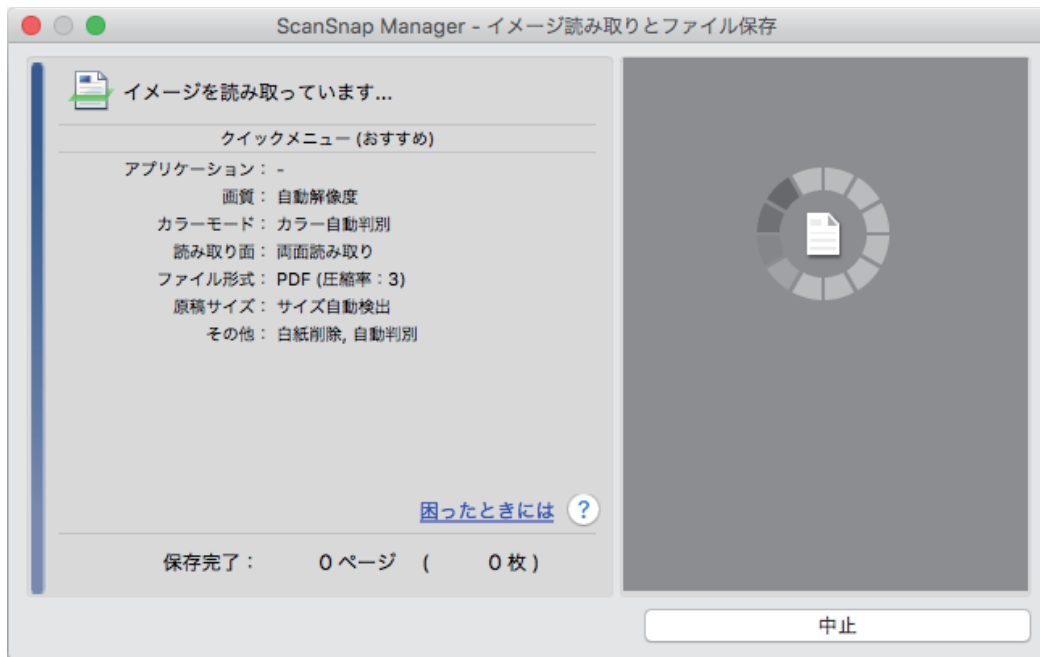 ScanSnap Manager - イメージ読み取りとファイル保存
イメージを読み取っています...
クイックメニュー (おすすめ)
アプリケーション： -
画質： 自動解像度
カラーモード： カラー自動判別
読み取り面： 両面読み取り
ファイル形式： PDF (圧縮率：3)
原稿サイズ： サイズ自動検出
その他： 白紙削除, 自動判別
困ったときには ?
保存完了： 0 ページ ( 0 枚 )
中止